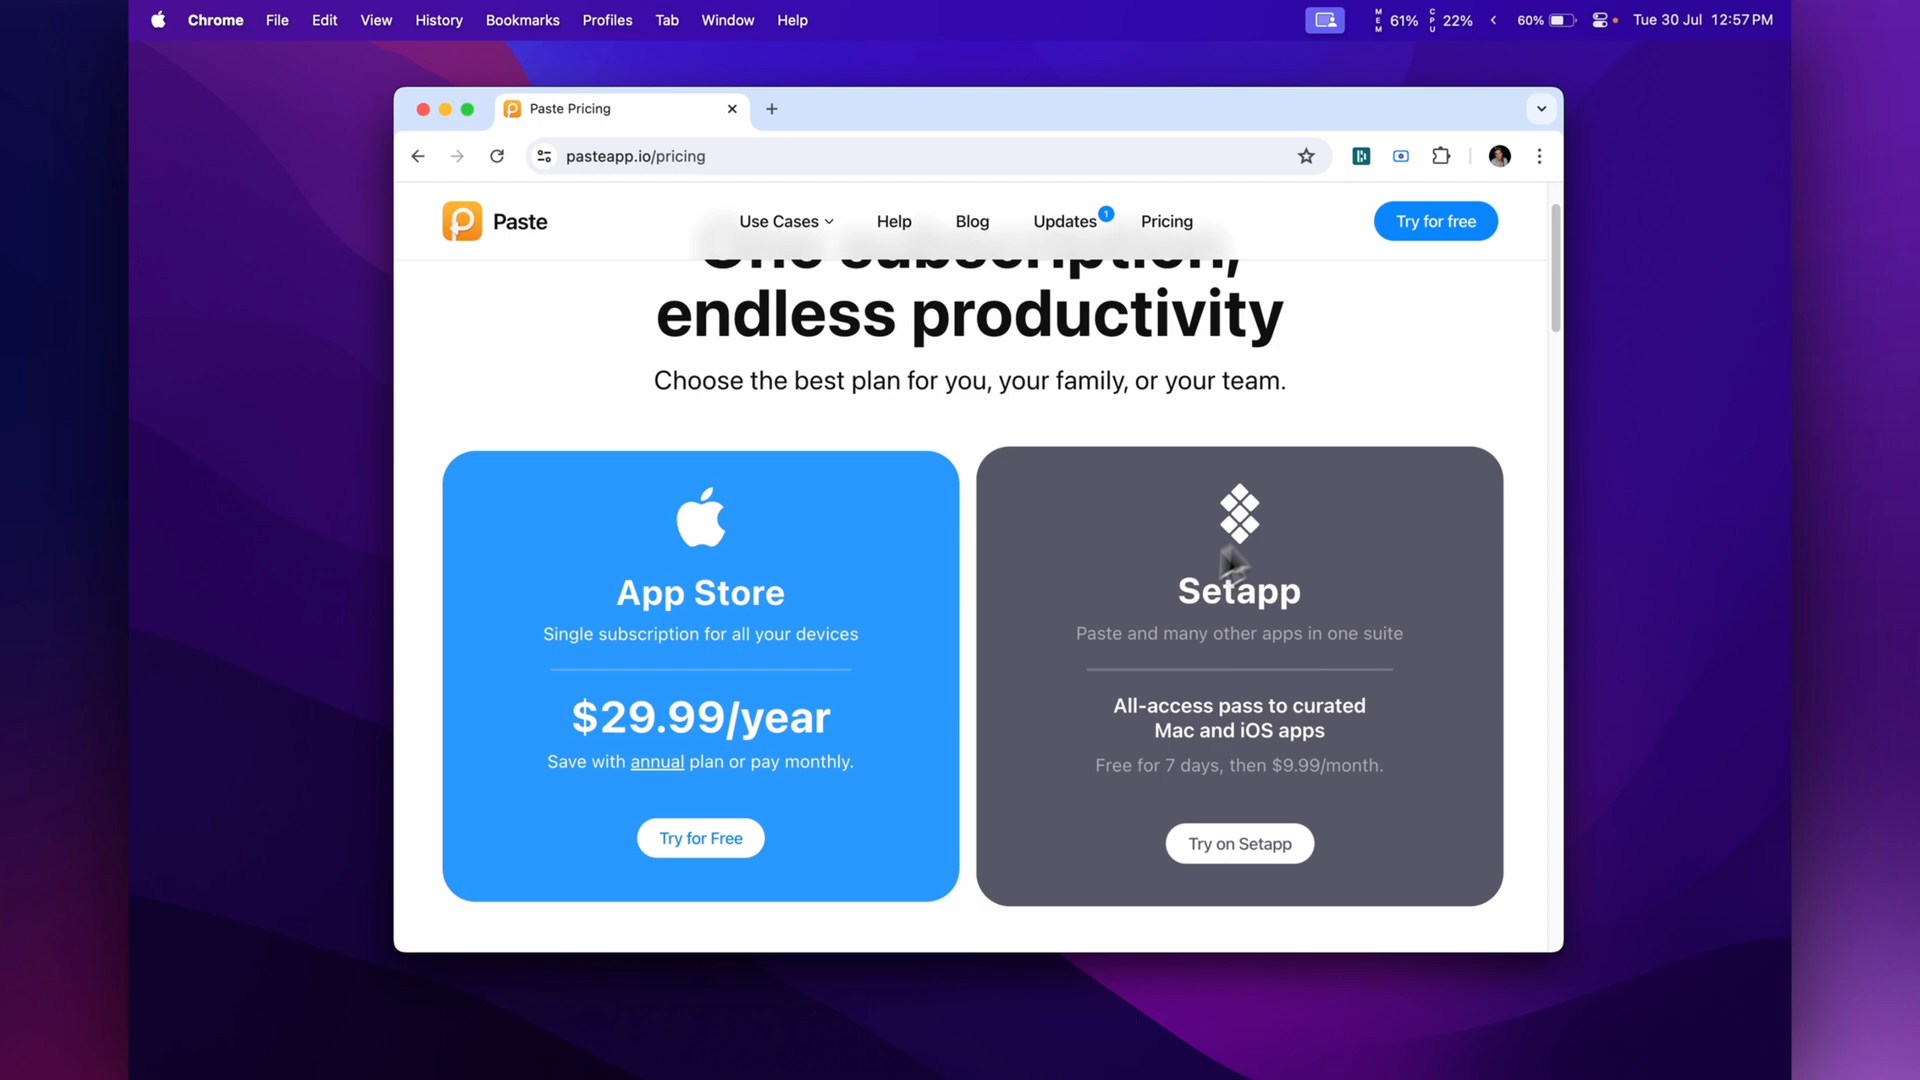 Chrome File Edit View History Bookmarks Profiles Tab Window Help MEM 61% CPU 22% 60% Tue 30 Jul 12:57 PM
Paste Pricing
pasteapp.io/pricing
Paste Use Cases Help Blog Updates 1 Pricing Try for free
One subscription,
endless productivity
Choose the best plan for you, your family, or your team.
App Store
Single subscription for all your devices
$29.99/year
Save with annual plan or pay monthly.
Try for Free
Setapp
Paste and many other apps in one suite
All-access pass to curated
Mac and iOS apps
Free for 7 days, then $9.99/month.
Try on Setapp